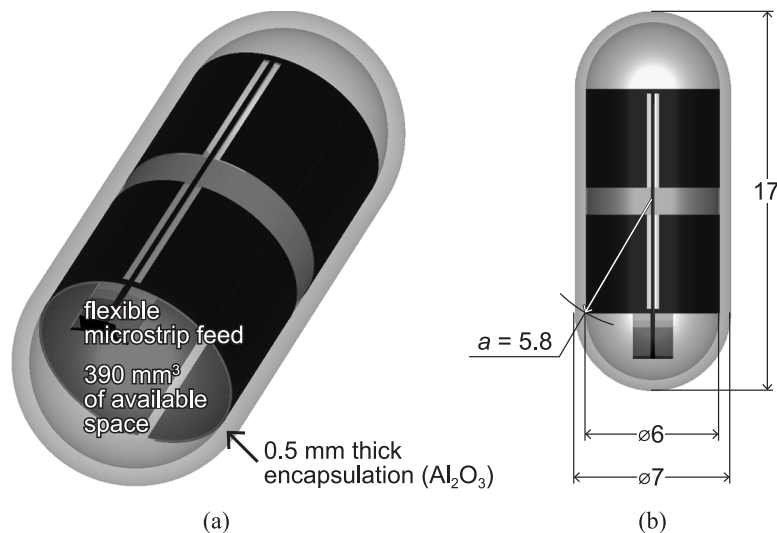 flexible
microstrip feed
390 mm³
of available
space
0.5 mm thick
encapsulation (Al₂O₃)
(a)
17
a = 5.8
⌀6
⌀7
(b)